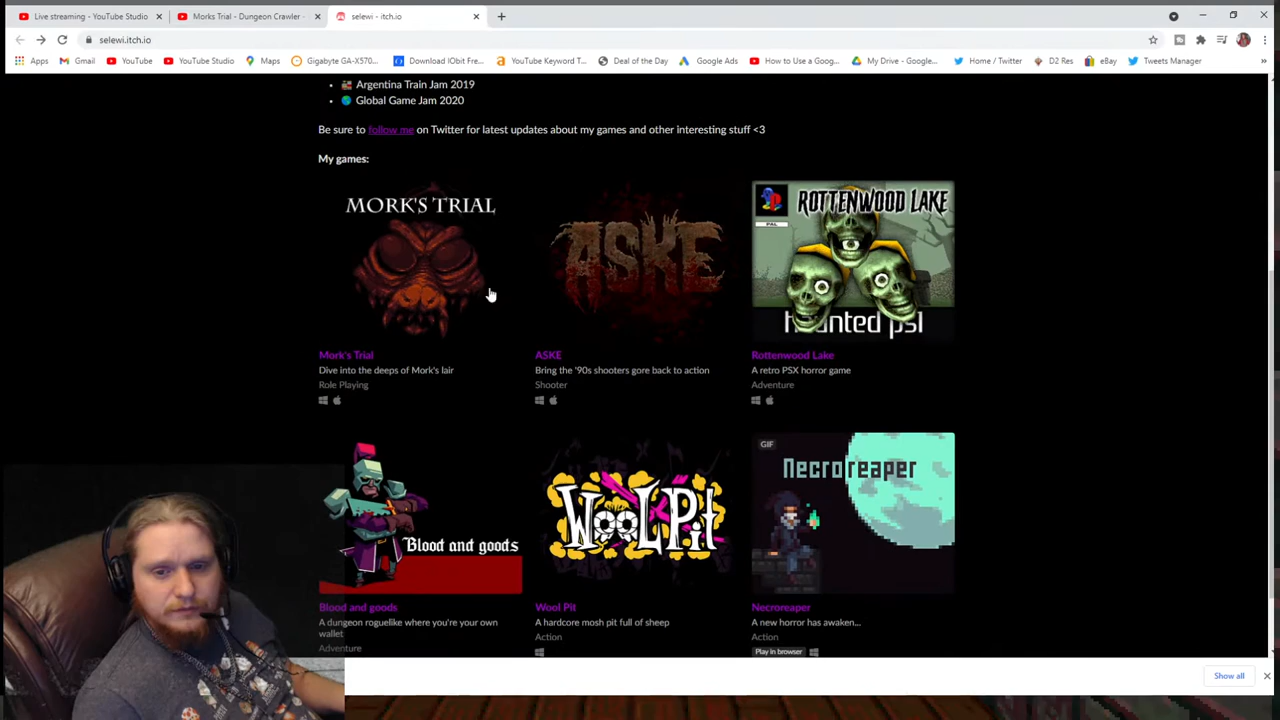 Live streaming - YouTube Studio
Morks Trial - Dungeon Crawler -
selewi - itch.io
selewi.itch.io
Apps
Gmail
YouTube
YouTube Studio
Maps
Gigabyte GA-X570...
Download IObit Fre...
YouTube Keyword T...
Deal of the Day
Google Ads
How to Use a Goog...
My Drive - Google...
Home / Twitter
D2 Res
eBay
Tweets Manager
»
Argentina Train Jam 2019
Global Game Jam 2020
Be sure to follow me on Twitter for latest updates about my games and other interesting stuff <3
My games:
MORK'S TRIAL
ASKE
PAL
ROTTENWOOD LAKE
haunted ps1
Mork's Trial
Dive into the deeps of Mork's lair
Role Playing
ASKE
Bring the '90s shooters gore back to action
Shooter
Rottenwood Lake
A retro PSX horror game
Adventure
Blood and goods
WOOLPit
GIF
Necroreaper
Blood and goods
A dungeon roguelike where you're your own
wallet
Adventure
Wool Pit
A hardcore mosh pit full of sheep
Action
Necroreaper
A new horror has awaken...
Action
Play in browser
Show all